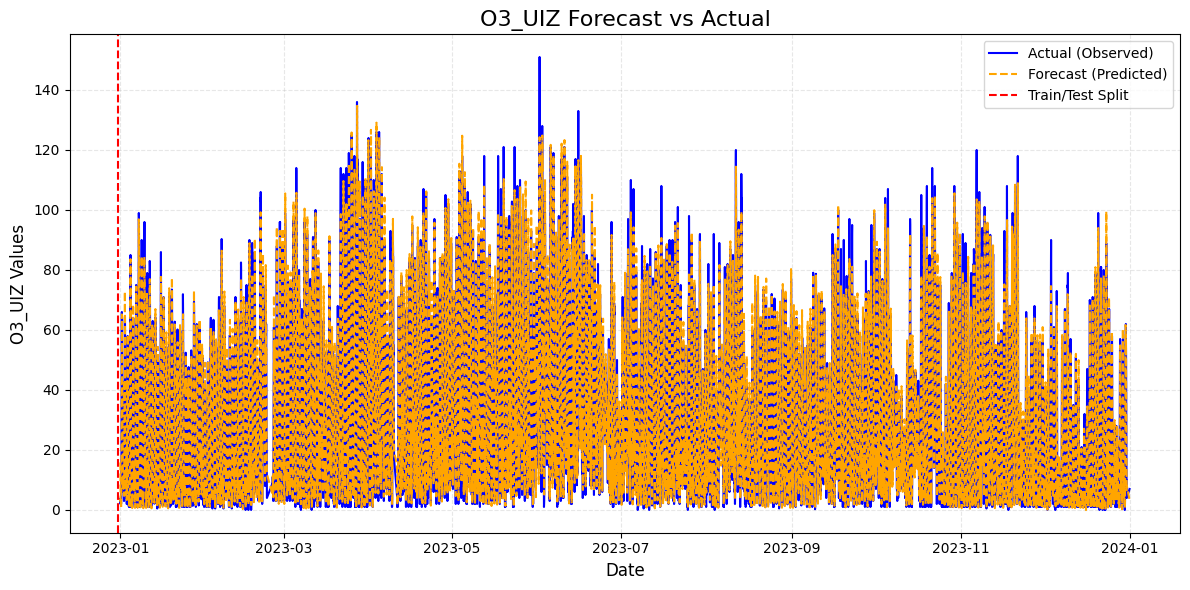 O3_UIZ Forecast vs Actual
Actual (Observed)
Forecast (Predicted)
Train/Test Split
O3_UIZ Values
140
120
100
80
60
40
20
0
2023-01
2023-03
2023-05
2023-07
2023-09
2023-11
2024-01
Date